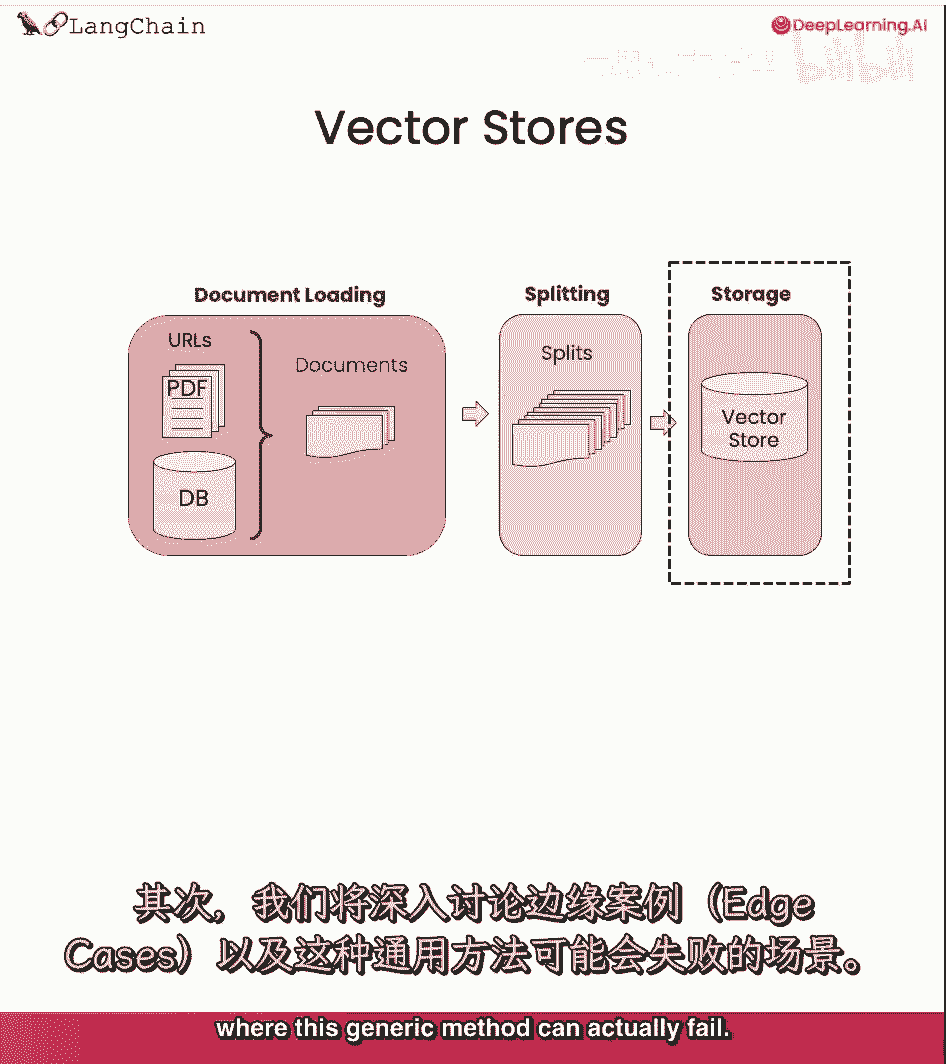 LangChain
DeepLearning.AI
bilibili
Vector Stores
Document Loading
Splitting
Storage
URLs
PDF
DB
Documents
Splits
Vector
Store
其次，我们将深入讨论边缘案例（Edge
Cases）以及这种通用方法可能会失败的场景。
where this generic method can actually fail.